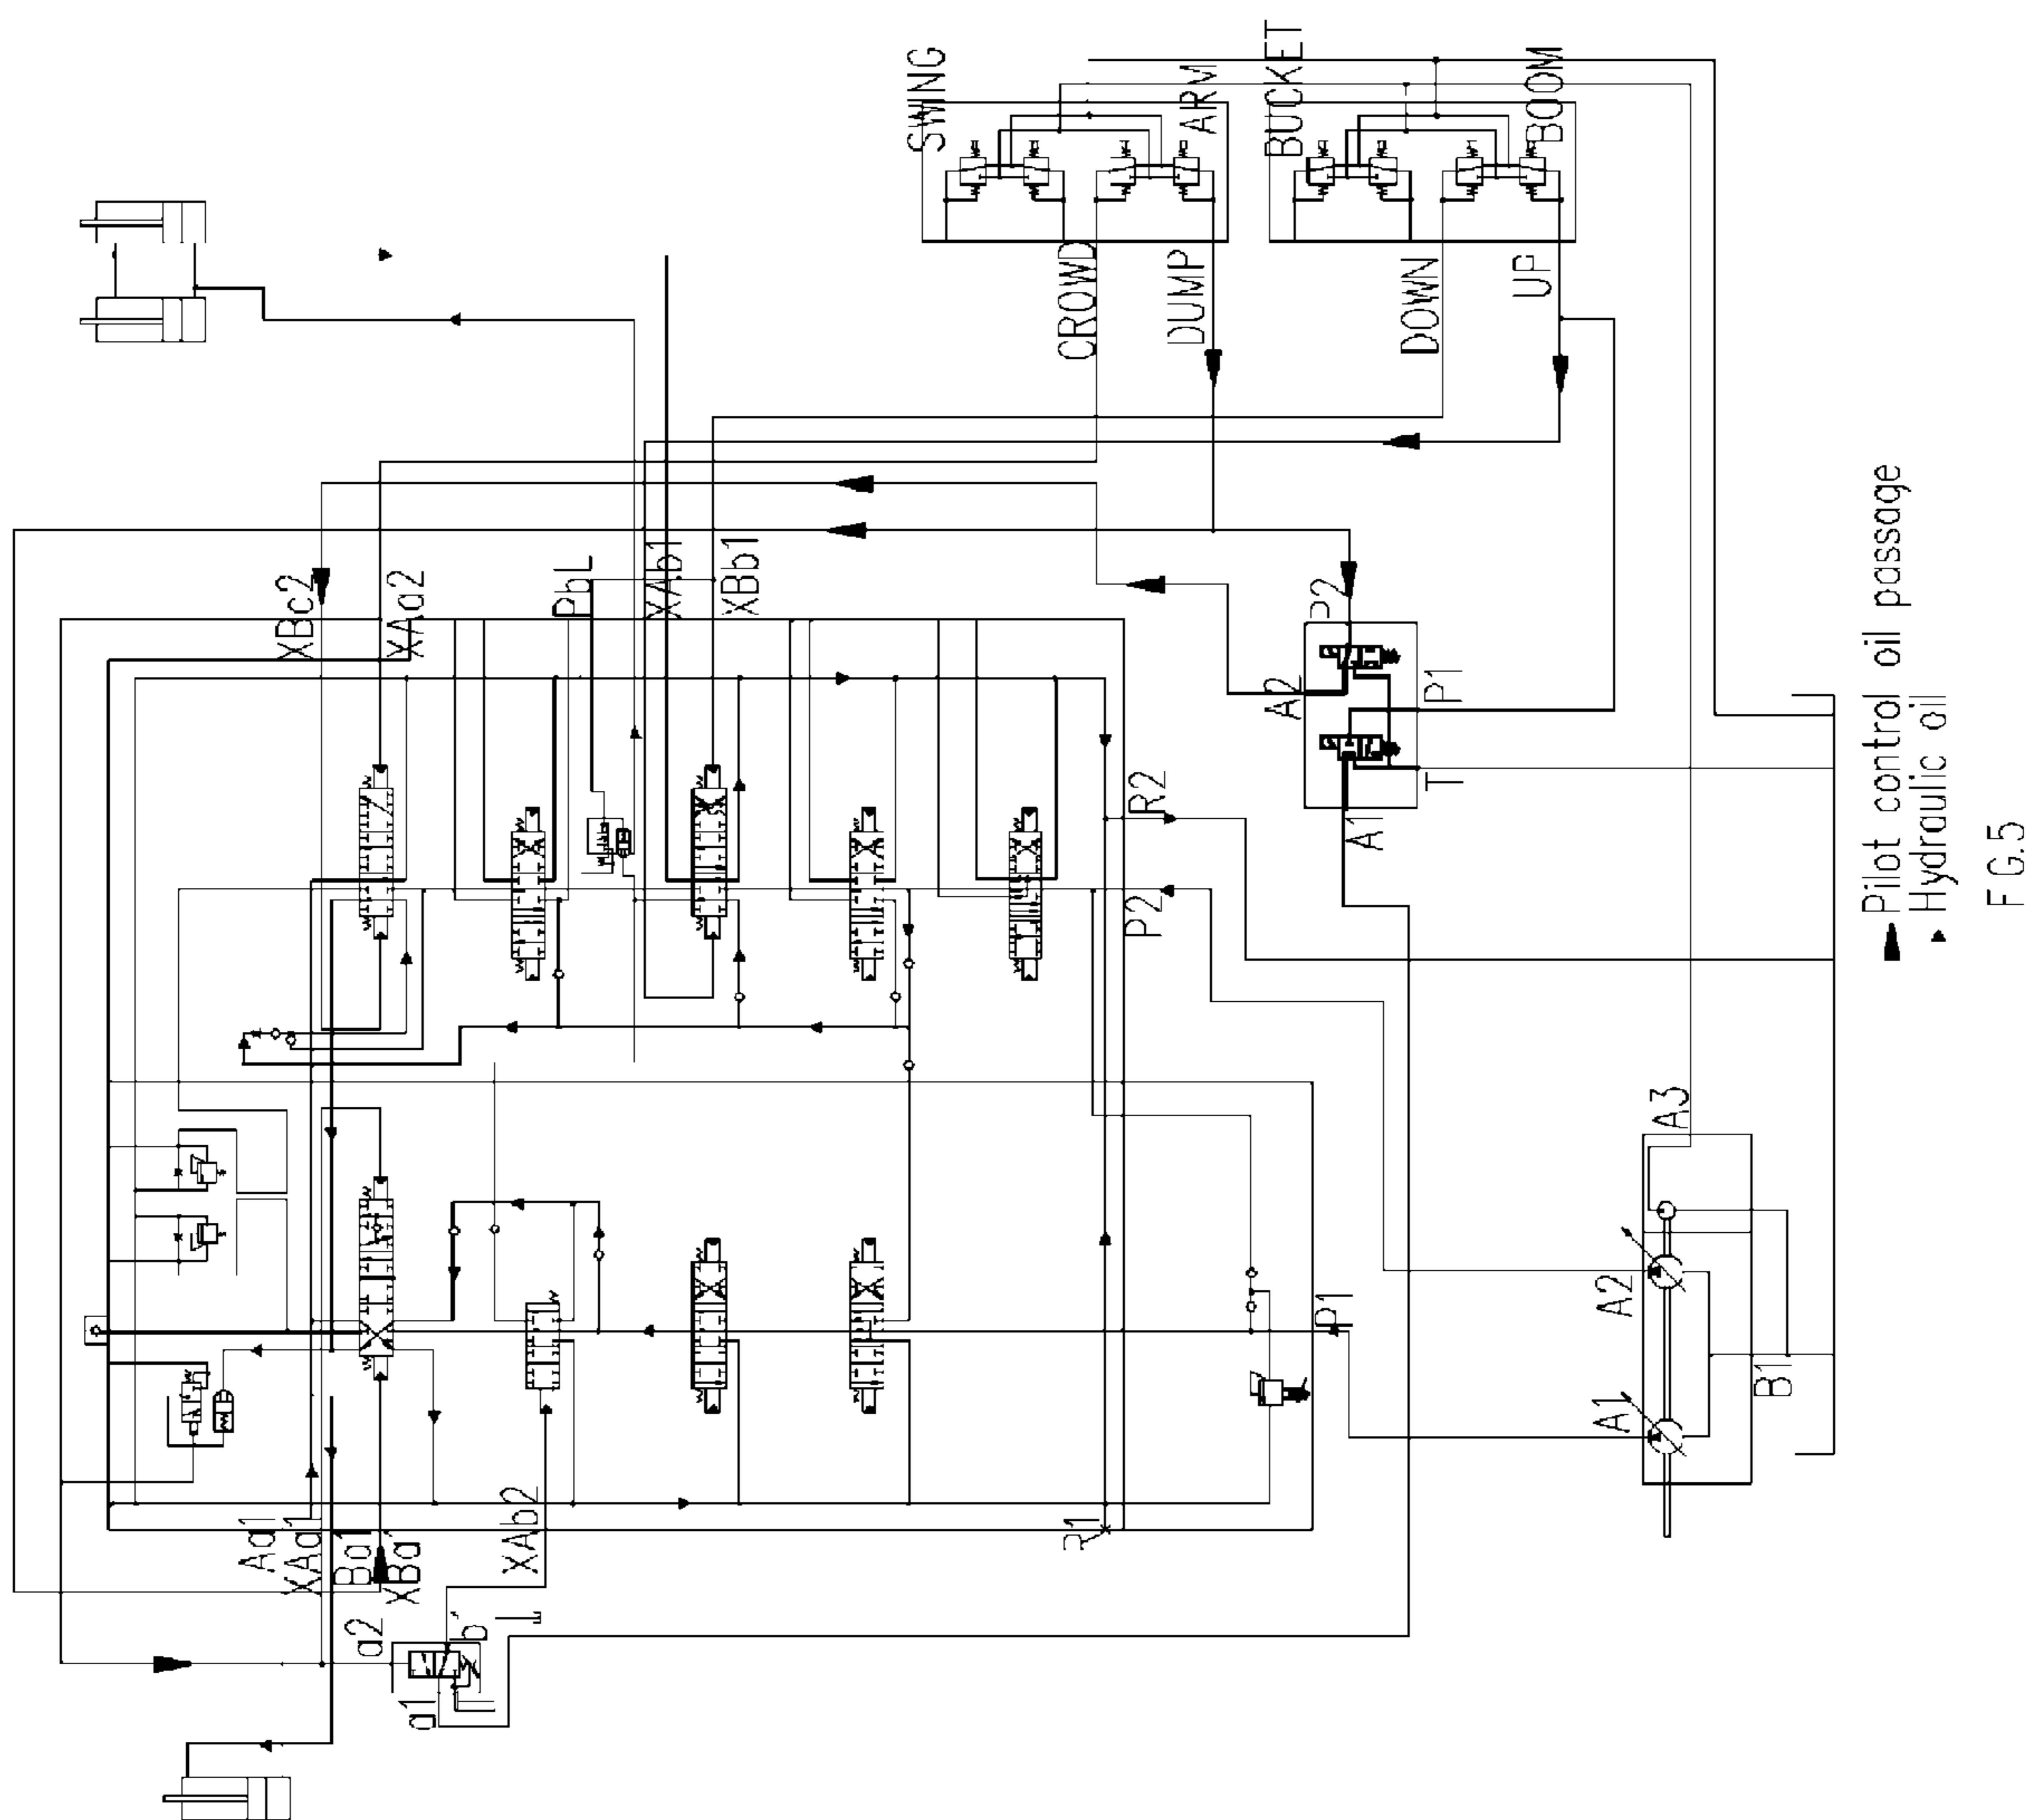 SWING
ARM
BUCKET
BOOM
CROWD
DUMP
DOWN
UP
XBc2
XAa2
PbL
XAb1
XBb1
P2
A2
P1
T
A1
R2
P2
Aa1
XAa1
Ba1
XBa1
XAb2
R1
P1
a2
b1
a1
A3
A2
A1
B1
Pilot control oil passage
Hydraulic oil